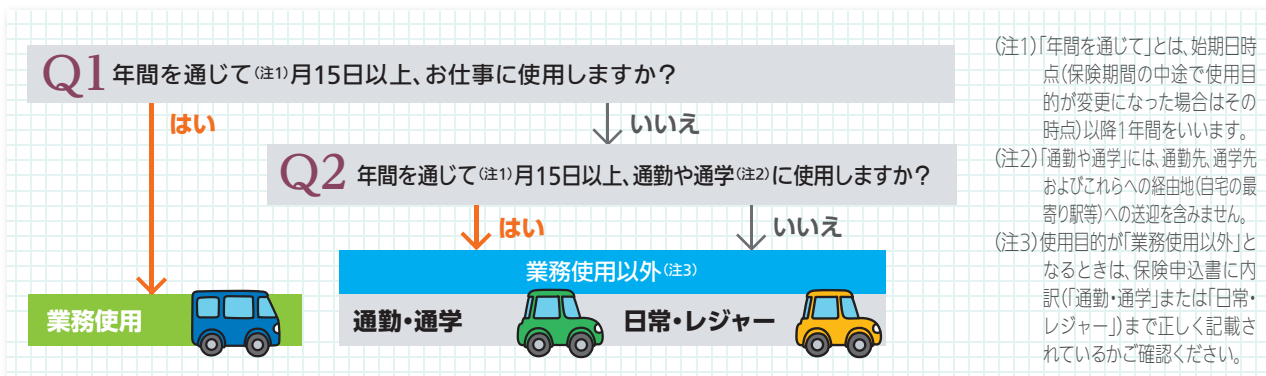 Q1 年間を通じて(注1)月15日以上、お仕事に使用しますか？
はい
いいえ
Q2 年間を通じて(注1)月15日以上、通勤や通学(注2)に使用しますか？
はい
いいえ
業務使用以外(注3)
業務使用
通勤・通学
日常・レジャー
(注1)「年間を通じて」とは、始期日時
点(保険期間の中途で使用目
的が変更になった場合はその
時点)以降1年間をいいます。
(注2)「通勤や通学」には、通勤先、通学先
およびこれらへの経由地(自宅の最
寄り駅等)への送迎を含みません。
(注3)使用目的が「業務使用以外」と
なるときは、保険申込書に内
訳(「通勤・通学」または「日常・
レジャー」)まで正しく記載さ
れているかご確認ください。